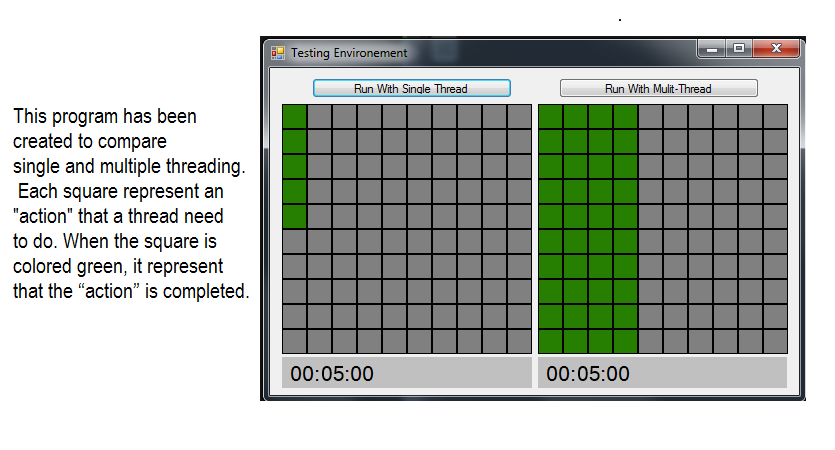 This program has been
created to compare
single and multiple threading.
Each square represent an
"action" that a thread need
to do. When the square is
colored green, it represent
that the “action” is completed.
Testing Environement
Run With Single Thread
Run With Mulit-Thread
00:05:00
00:05:00